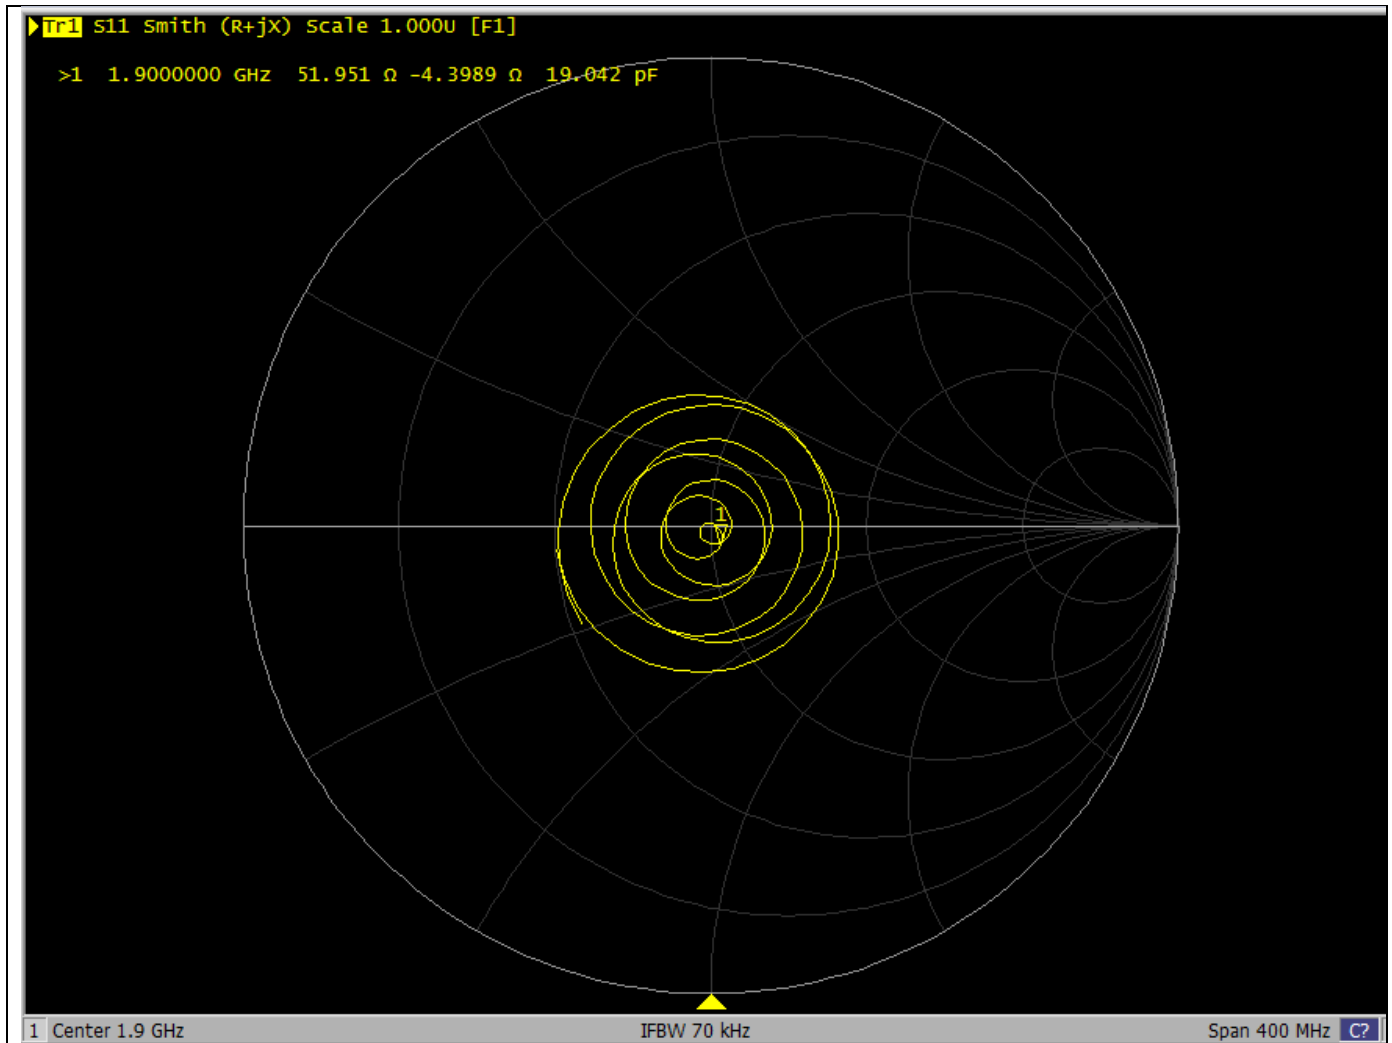 Tr1 S11 Smith (R+jX) Scale 1.000U [F1]
>1 1.9000000 GHz 51.951 Ω -4.3989 Ω 19.042 pF
1
1 Center 1.9 GHz IFBW 70 kHz Span 400 MHz C?